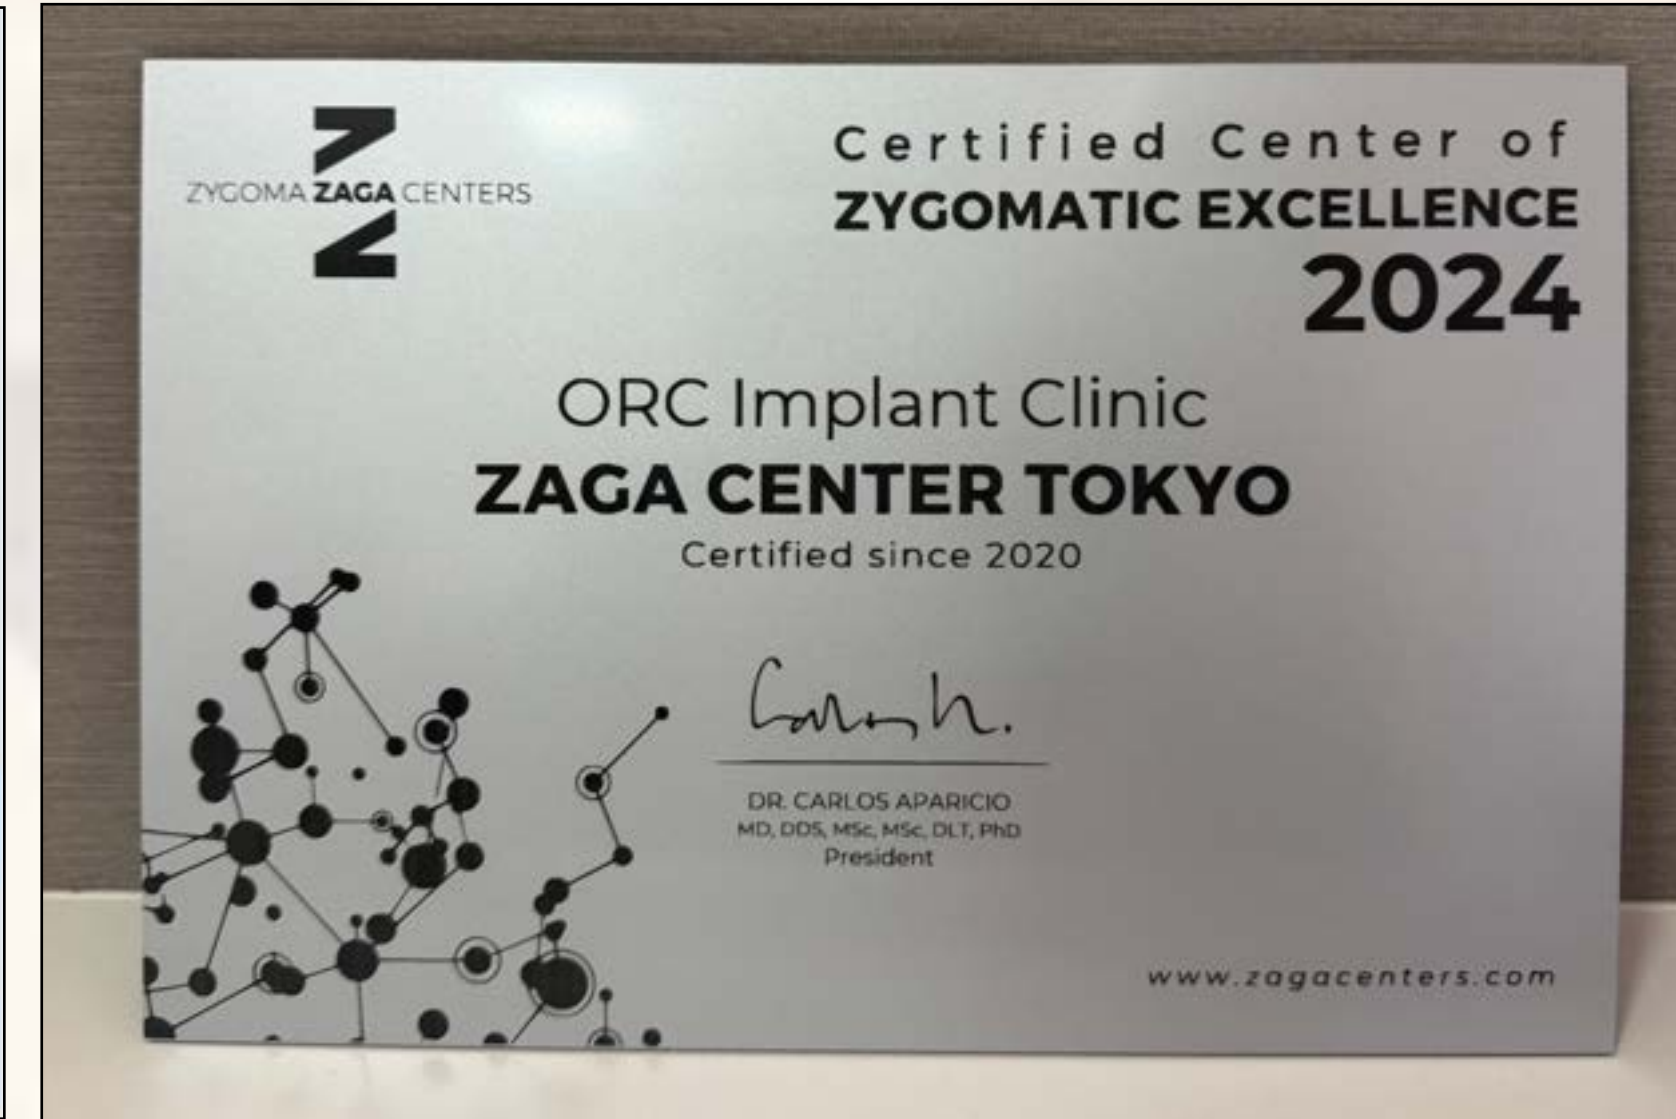 ZYGOMA ZAGA CENTERS
Certified Center of
ZYGOMATIC EXCELLENCE
2024
ORC Implant Clinic
ZAGA CENTER TOKYO
Certified since 2020
DR. CARLOS APARICIO
MD, DDS, MSc, MSc, DLT, PhD
President
www.zagacenters.com